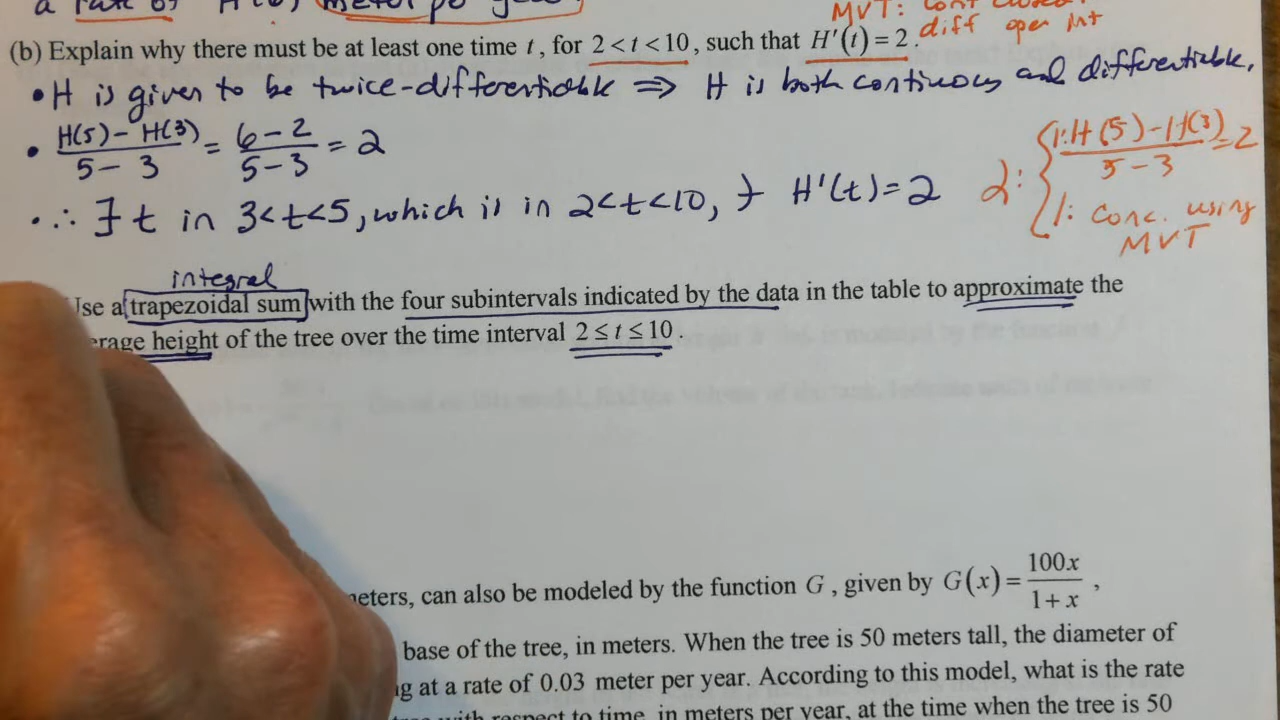 a rate of H'(6) meter per year
MVT: cont closed
diff open int
(b) Explain why there must be at least one time t, for 2 < t < 10, such that H′(t) = 2.
• H is given to be twice-differentiable ⇒ H is both continuous and differentiable.
• H(5) - H(3) / 5 - 3 = 6 - 2 / 5 - 3 = 2
• ∴ ∃ t in 3<t<5, which is in 2<t<10, ∋ H'(t)=2
2: { 1: H(5) - H(3) / 5 - 3 = 2
1: conc. using
MVT
integral
Use a trapezoidal sum with the four subintervals indicated by the data in the table to approximate the
erage height of the tree over the time interval 2 ≤ t ≤ 10.
eters, can also be modeled by the function G, given by G(x) = 100x / 1 + x ,
base of the tree, in meters. When the tree is 50 meters tall, the diameter of
g at a rate of 0.03 meter per year. According to this model, what is the rate
with respect to time, in meters per year, at the time when the tree is 50